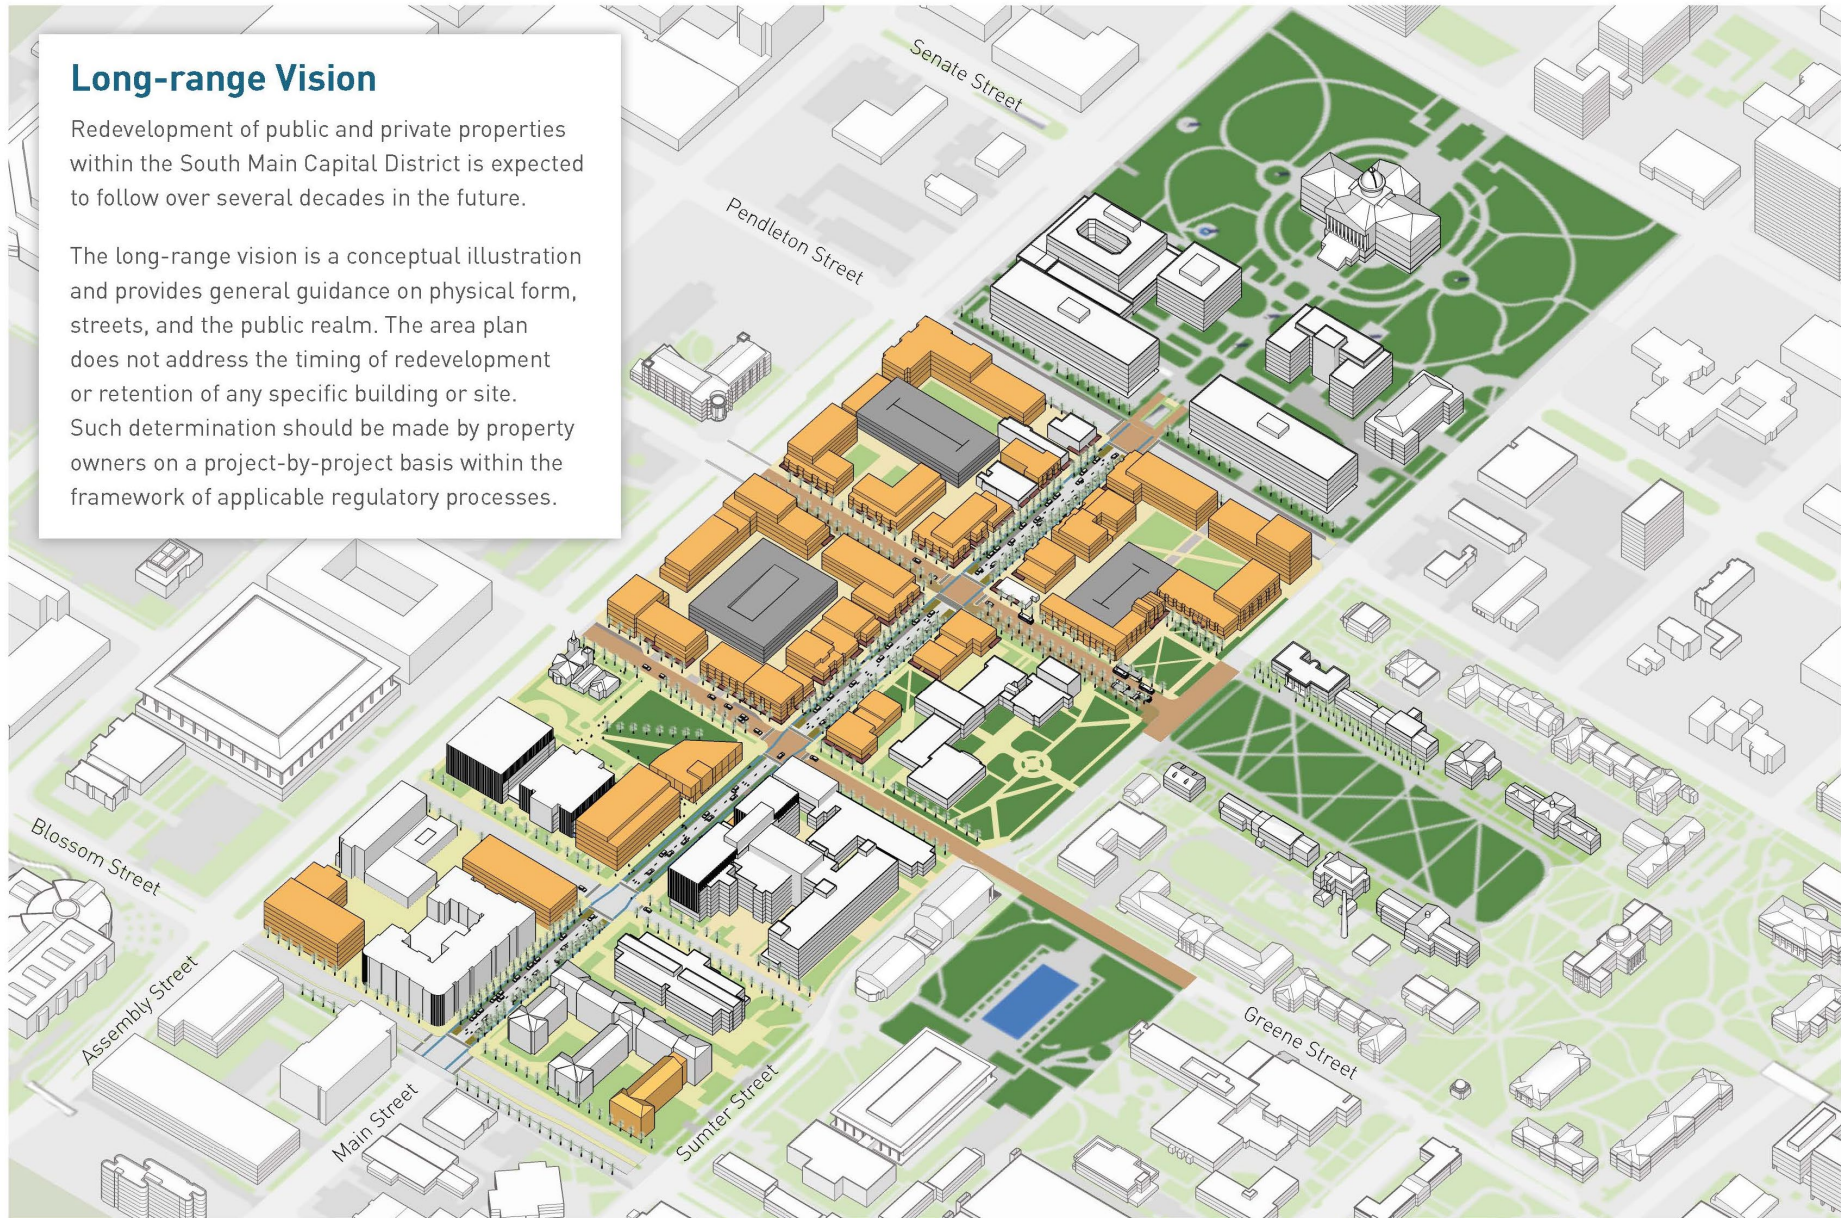 Long-range Vision
Redevelopment of public and private properties
within the South Main Capital District is expected
to follow over several decades in the future.
The long-range vision is a conceptual illustration
and provides general guidance on physical form,
streets, and the public realm. The area plan
does not address the timing of redevelopment
or retention of any specific building or site.
Such determination should be made by property
owners on a project-by-project basis within the
framework of applicable regulatory processes.
Senate Street
Pendleton Street
Blossom Street
Assembly Street
Main Street
Sumter Street
Greene Street